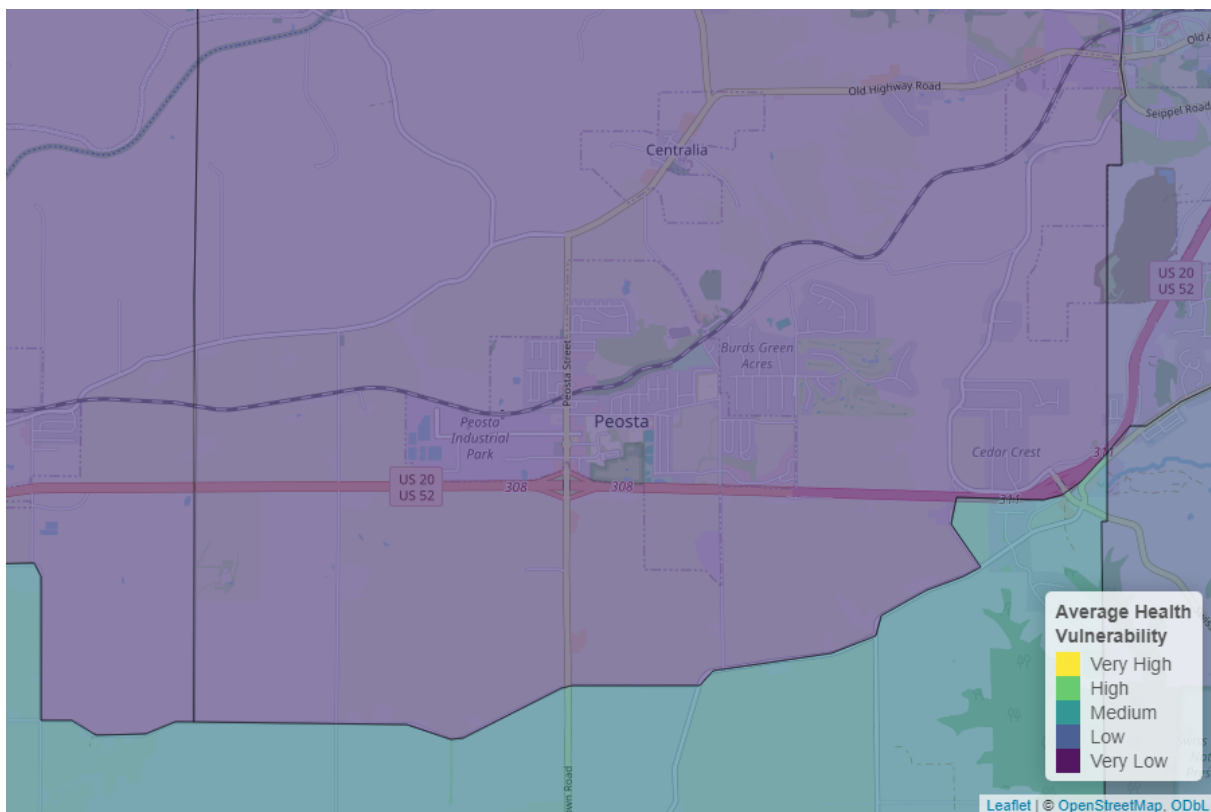 Old Highway Road
Seippel Road
Centralia
US 20
US 52
Peosta Street
Burds Green
Acres
Peosta
Peosta
Industrial
Park
Cedar Crest
311
US 20
US 52
308
308
311
Average Health
Vulnerability
Very High
High
Medium
Low
Very Low
own Road
Leaflet | © OpenStreetMap, ODbL